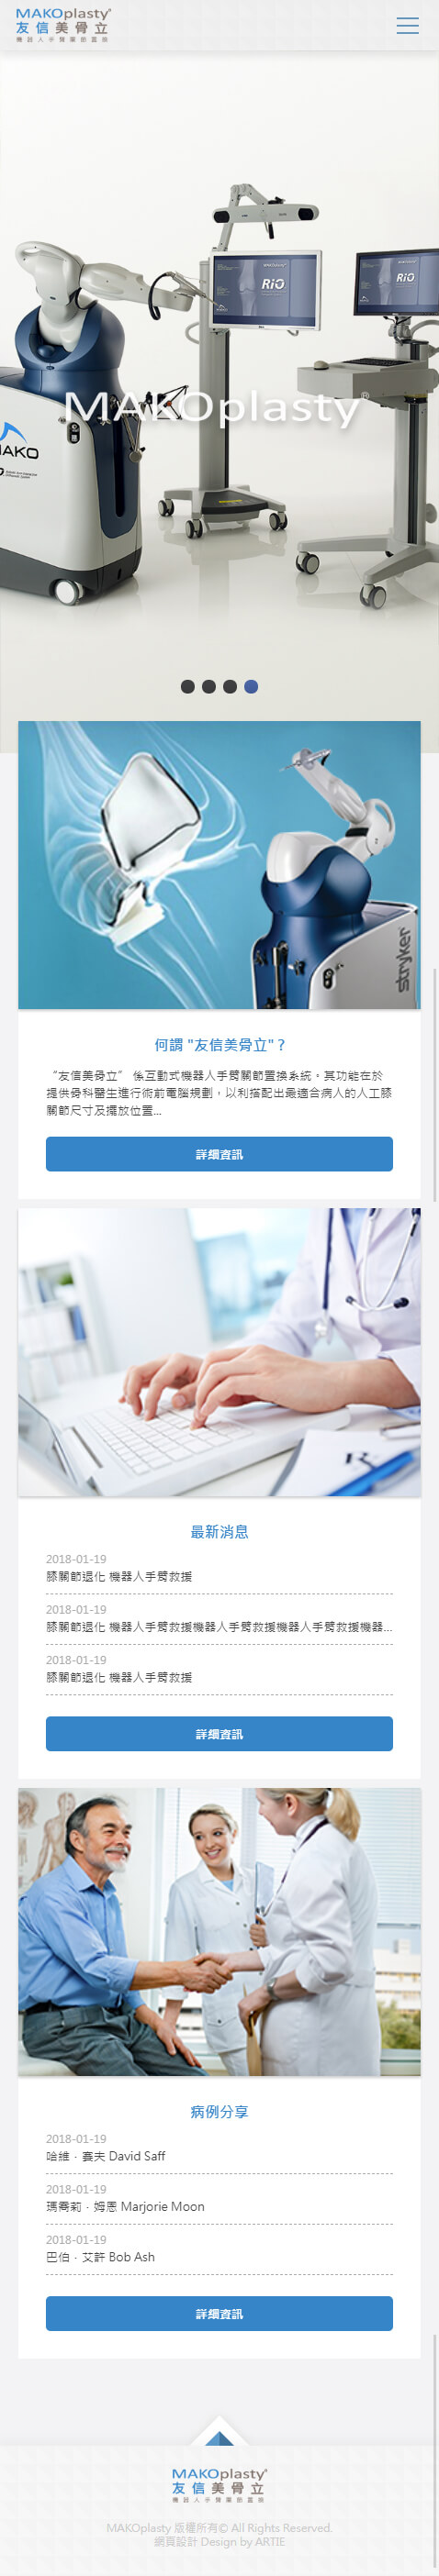 MAKOplasty®
友信美骨立
機器人手臂關節置換
RIO
RIO
MAKOplasty®
MAKO
stryker
何謂 "友信美骨立" ?
“友信美骨立” 係互動式機器人手臂關節置換系統。其功能在於
提供骨科醫生進行術前電腦規劃，以利搭配出最適合病人的人工膝
關節尺寸及擺放位置...
詳細資訊
最新消息
2018-01-19
膝關節退化 機器人手臂救援
2018-01-19
膝關節退化 機器人手臂救援機器人手臂救援機器人手臂救援機器...
2018-01-19
膝關節退化 機器人手臂救援
詳細資訊
病例分享
2018-01-19
哈維．賽夫 David Saff
2018-01-19
瑪喬莉．姆恩 Marjorie Moon
2018-01-19
巴伯．艾許 Bob Ash
詳細資訊
MAKOplasty®
友信美骨立
機器人手臂關節置換
MAKOplasty 版權所有© All Rights Reserved.
網頁設計 Design by ARTIE